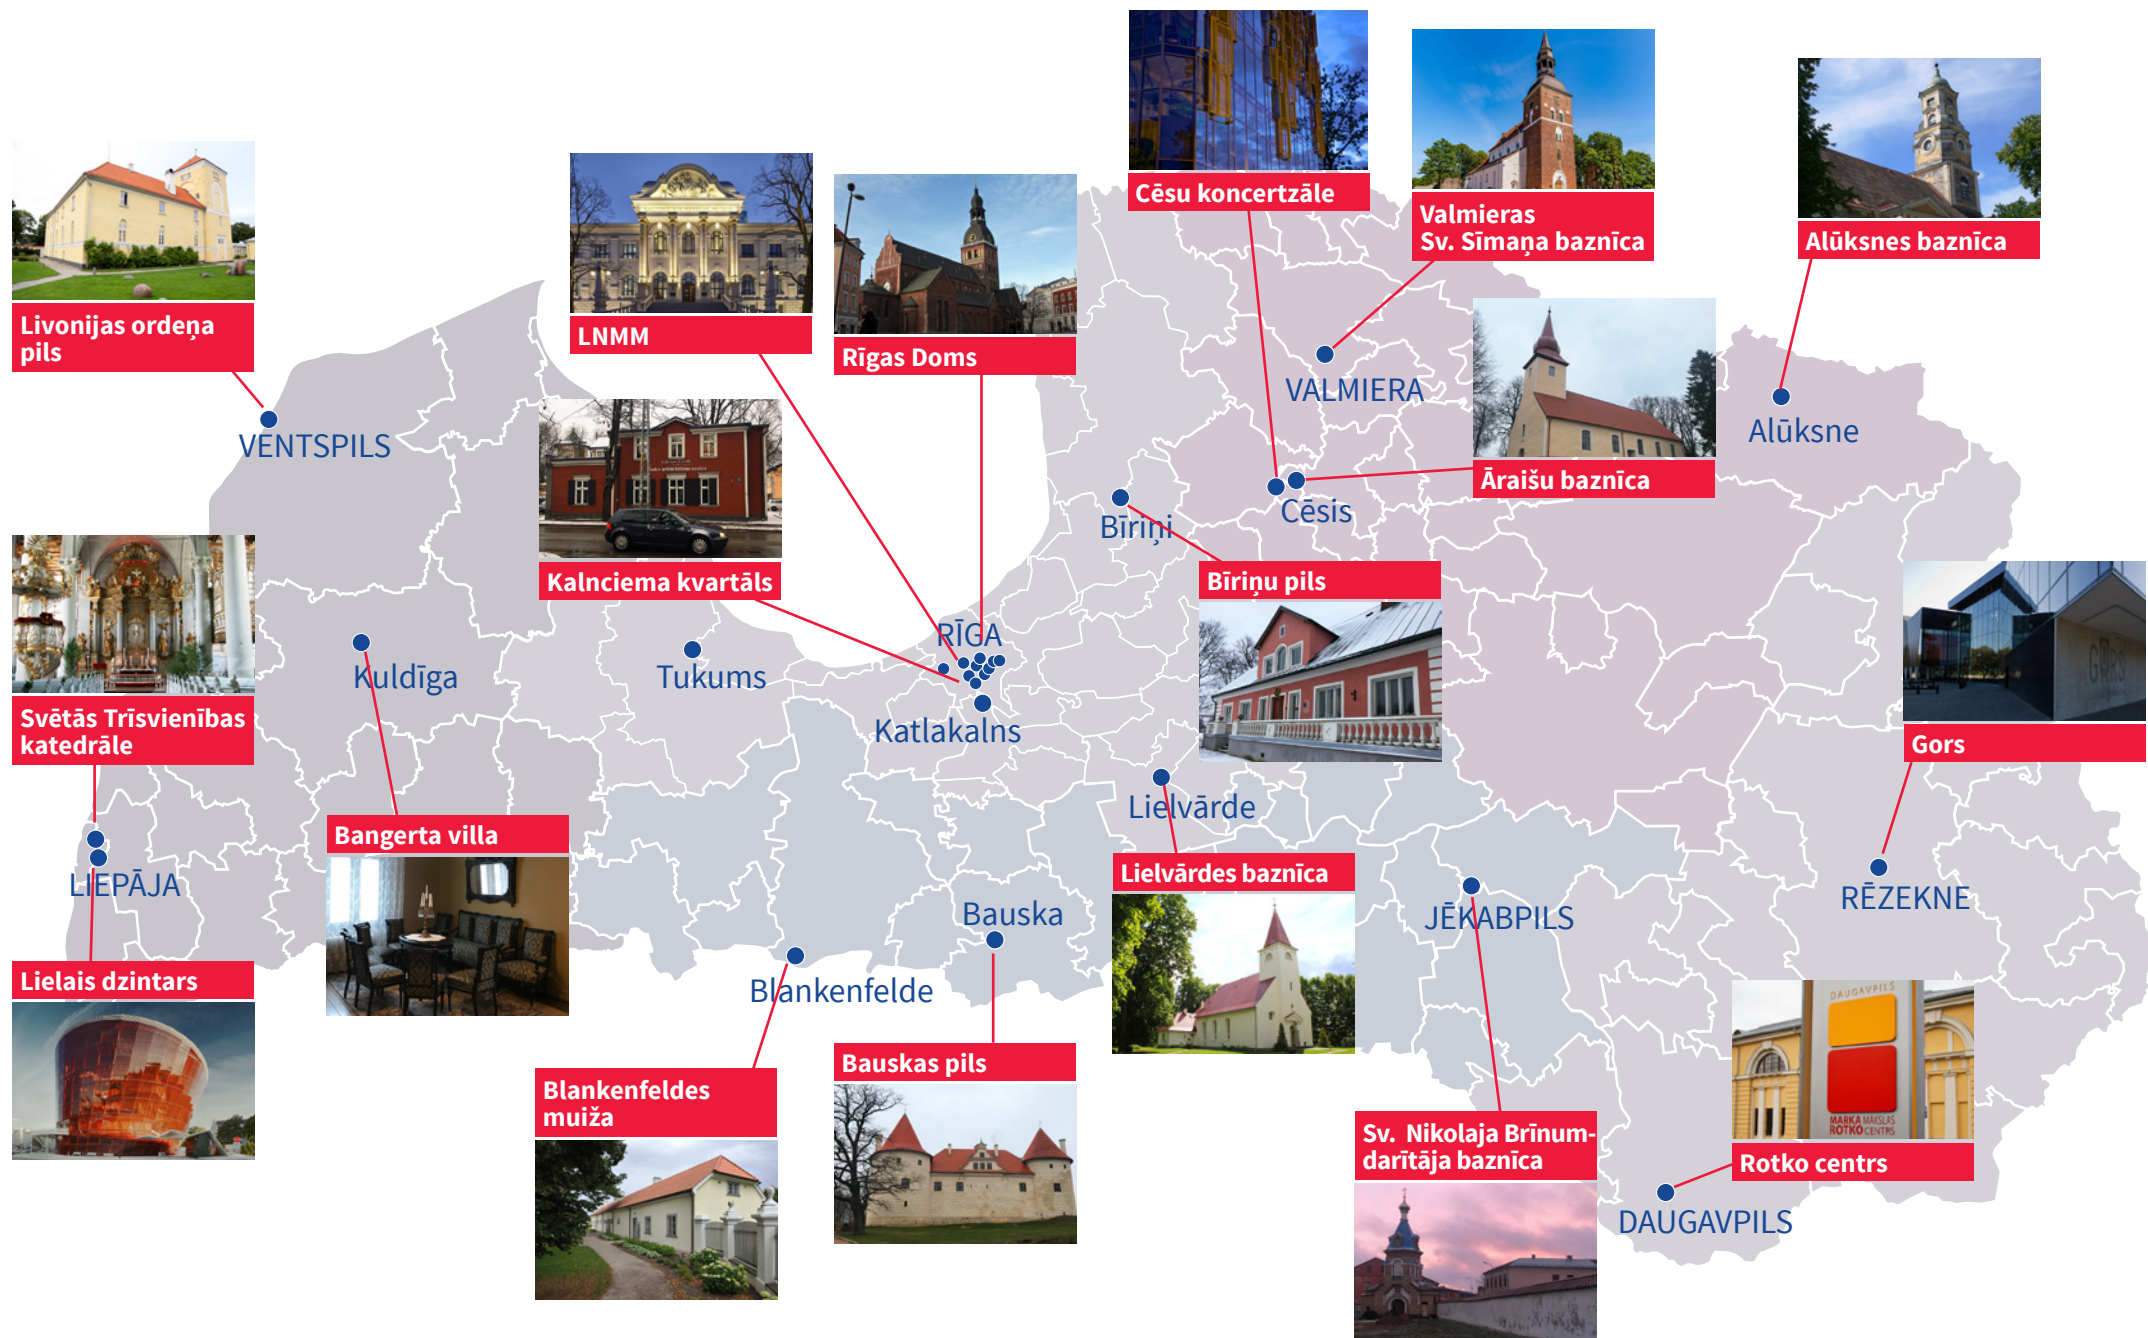 Cēsu koncertzāle
Valmieras
Sv. Sīmaņa baznīca
Alūksnes baznīca
Livonijas ordeņa
pils
LNMM
Rīgas Doms
VALMIERA
VENTSPILS
Alūksne
Āraišu baznīca
Cēsis
Bīriņi
Kalnciema kvartāls
Bīriņu pils
RĪGA
Kuldīga
Tukums
GORS
Svētās Trīsvienības
katedrāle
Katlakalns
Gors
Lielvārde
Bangerta villa
Lielvārdes baznīca
LIEPĀJA
RĒZEKNE
Bauska
JĒKABPILS
Lielais dzintars
Blankenfelde
DAUGAVPILS
MARKA MĀKSLAS
ROTKO CENTRS
Bauskas pils
Blankenfeldes
muiža
Sv. Nikolaja Brīnum-
darītāja baznīca
Rotko centrs
DAUGAVPILS